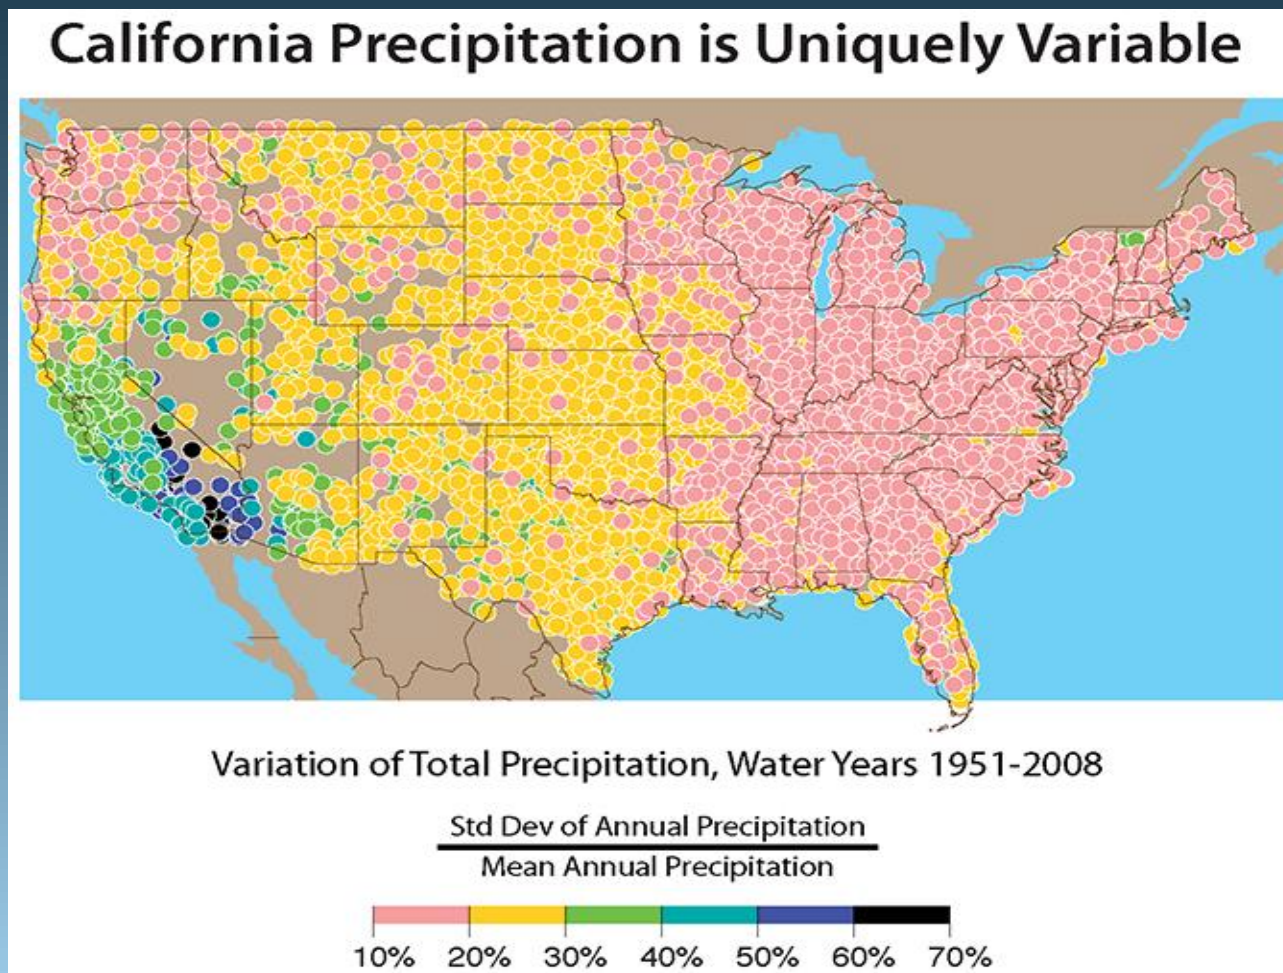 California Precipitation is Uniquely Variable
Variation of Total Precipitation, Water Years 1951-2008
Std Dev of Annual Precipitation
Mean Annual Precipitation
10% 20% 30% 40% 50% 60% 70%